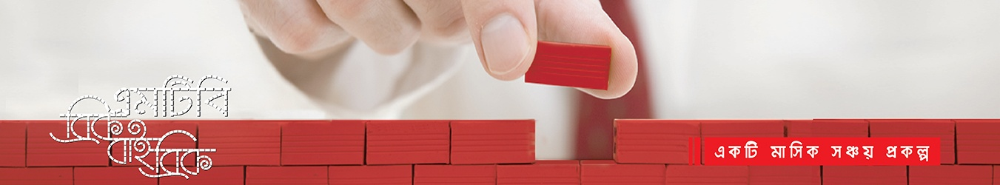 এমটিবি
ব্রিক
বাই ব্রিক
একটি মাসিক সঞ্চয় প্রকল্প